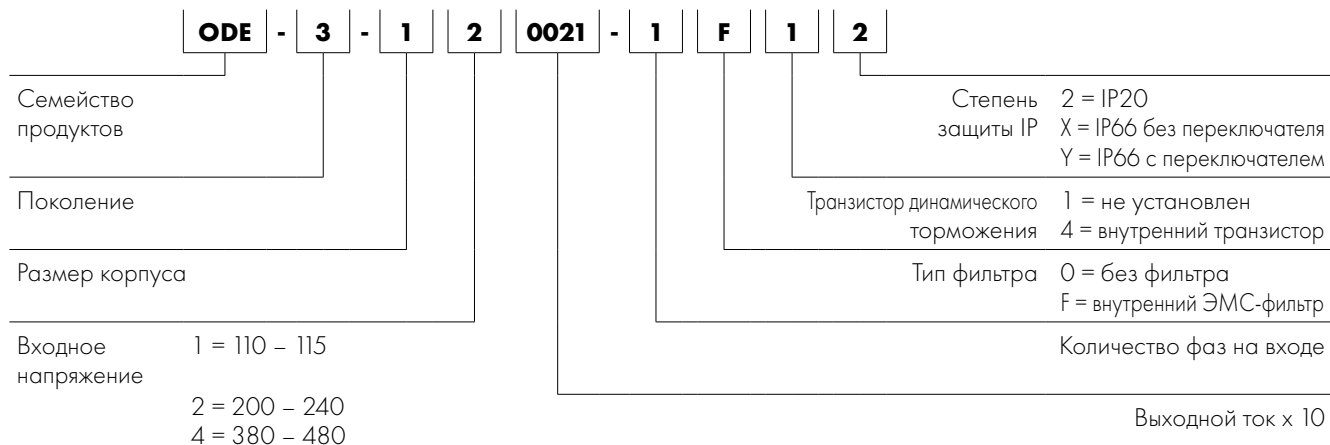 ODE - 3 - 1 2 0021 - 1 F 1 2
Семейство
продуктов
Степень
защиты IP
2 = IP20
X = IP66 без переключателя
Y = IP66 с переключателем
Поколение
Транзистор динамического
торможения
1 = не установлен
4 = внутренний транзистор
Размер корпуса
Тип фильтра
0 = без фильтра
F = внутренний ЭМС-фильтр
Входное
напряжение
1 = 110 – 115
2 = 200 – 240
4 = 380 – 480
Количество фаз на входе
Выходной ток x 10